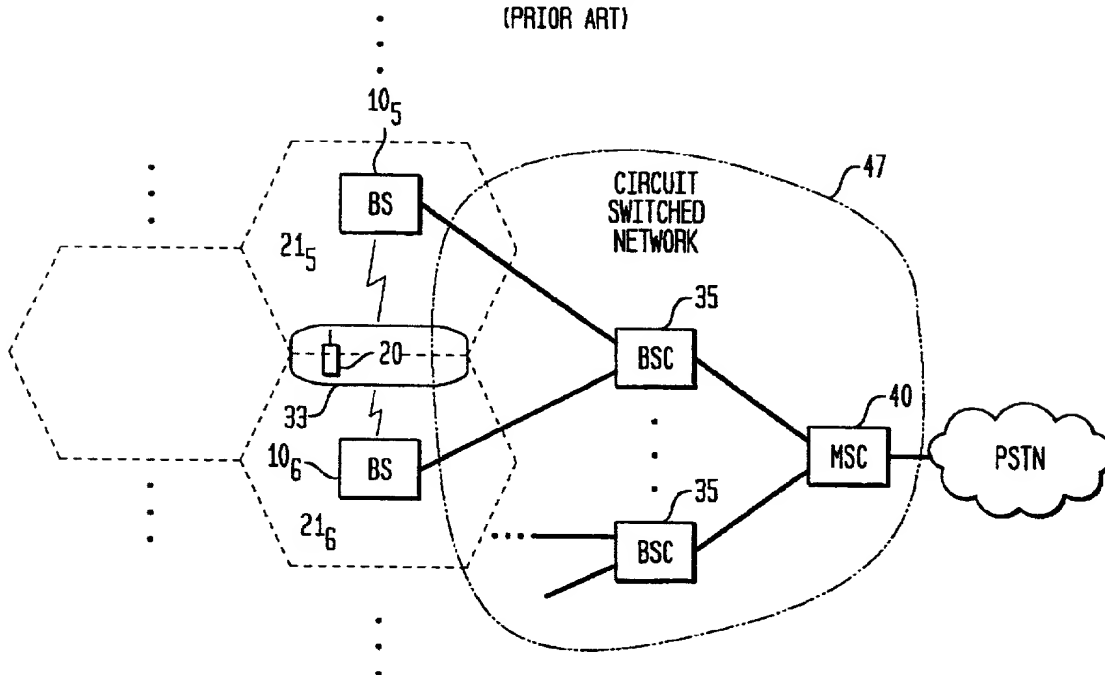 (PRIOR ART)
10₅
BS
21₅
CIRCUIT
SWITCHED
NETWORK
47
20
33
35
BSC
40
MSC
PSTN
10₆
BS
21₆
35
BSC